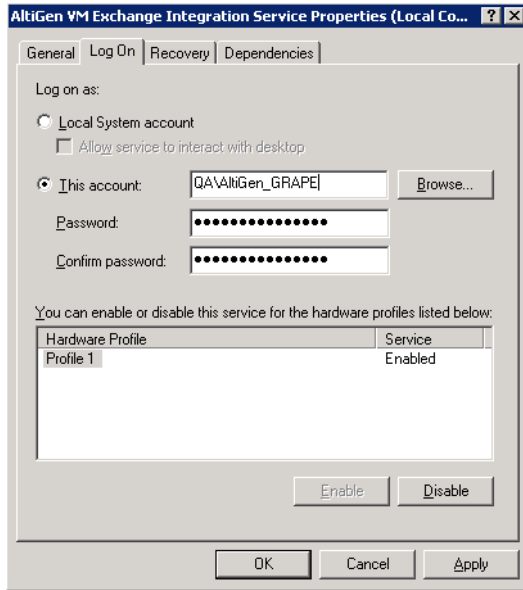 AltiGen VM Exchange Integration Service Properties (Local Co...
General Log On Recovery Dependencies
Log on as:
Local System account
Allow service to interact with desktop
This account: QA\AltiGen_GRAPE Browse...
Password: ●●●●●●●●●●●●●●●
Confirm password: ●●●●●●●●●●●●●●●
You can enable or disable this service for the hardware profiles listed below:
Hardware Profile Service
Profile 1 Enabled
Enable Disable
OK Cancel Apply